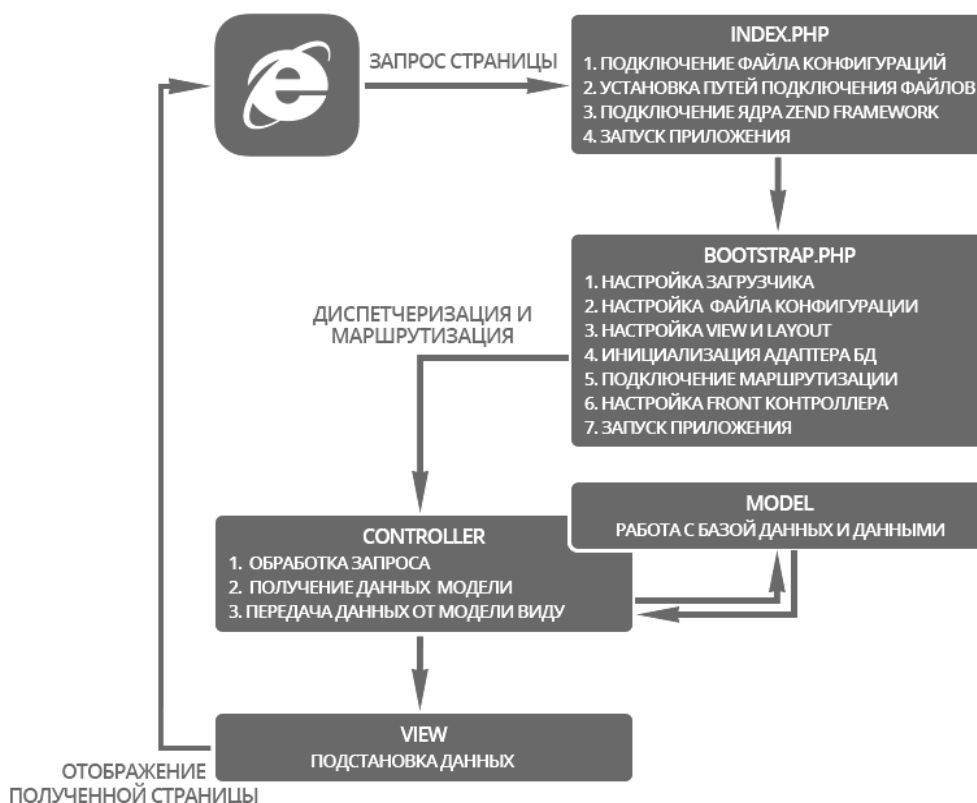 ЗАПРОС СТРАНИЦЫ
INDEX.PHP
1. ПОДКЛЮЧЕНИЕ ФАЙЛА КОНФИГУРАЦИЙ
2. УСТАНОВКА ПУТЕЙ ПОДКЛЮЧЕНИЯ ФАЙЛОВ
3. ПОДКЛЮЧЕНИЕ ЯДРА ZEND FRAMEWORK
4. ЗАПУСК ПРИЛОЖЕНИЯ
BOOTSTRAP.PHP
1. НАСТРОЙКА ЗАГРУЗЧИКА
2. НАСТРОЙКА ФАЙЛА КОНФИГУРАЦИИ
3. НАСТРОЙКА VIEW И LAYOUT
4. ИНИЦИАЛИЗАЦИЯ АДАПТЕРА БД
5. ПОДКЛЮЧЕНИЕ МАРШРУТИЗАЦИИ
6. НАСТРОЙКА FRONT КОНТРОЛЛЕРА
7. ЗАПУСК ПРИЛОЖЕНИЯ
ДИСПЕТЧЕРИЗАЦИЯ И
МАРШРУТИЗАЦИЯ
MODEL
РАБОТА С БАЗОЙ ДАННЫХ И ДАННЫМИ
CONTROLLER
1. ОБРАБОТКА ЗАПРОСА
2. ПОЛУЧЕНИЕ ДАННЫХ МОДЕЛИ
3. ПЕРЕДАЧА ДАННЫХ ОТ МОДЕЛИ ВИДУ
VIEW
ПОДСТАНОВКА ДАННЫХ
ОТОБРАЖЕНИЕ
ПОЛУЧЕННОЙ СТРАНИЦЫ